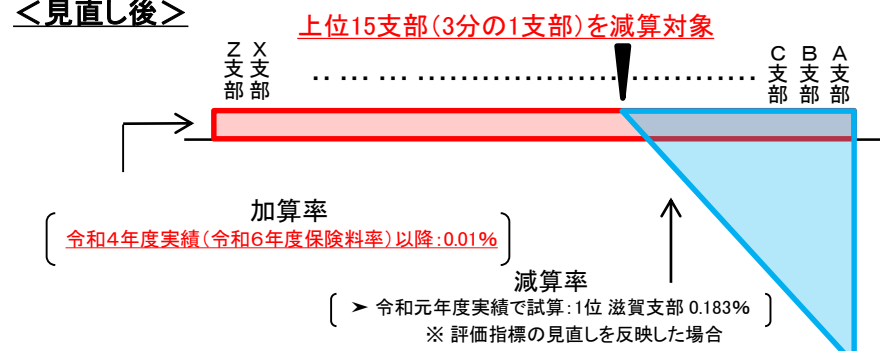 ＜見直し後＞
上位15支部（3分の1支部）を減算対象
Z支部 X支部 ‥ … … …………………………… C支部 B支部 A支部
加算率
令和４年度実績（令和６年度保険料率）以降：0.01%
減算率
➤ 令和元年度実績で試算：1位 滋賀支部 0.183%
※ 評価指標の見直しを反映した場合